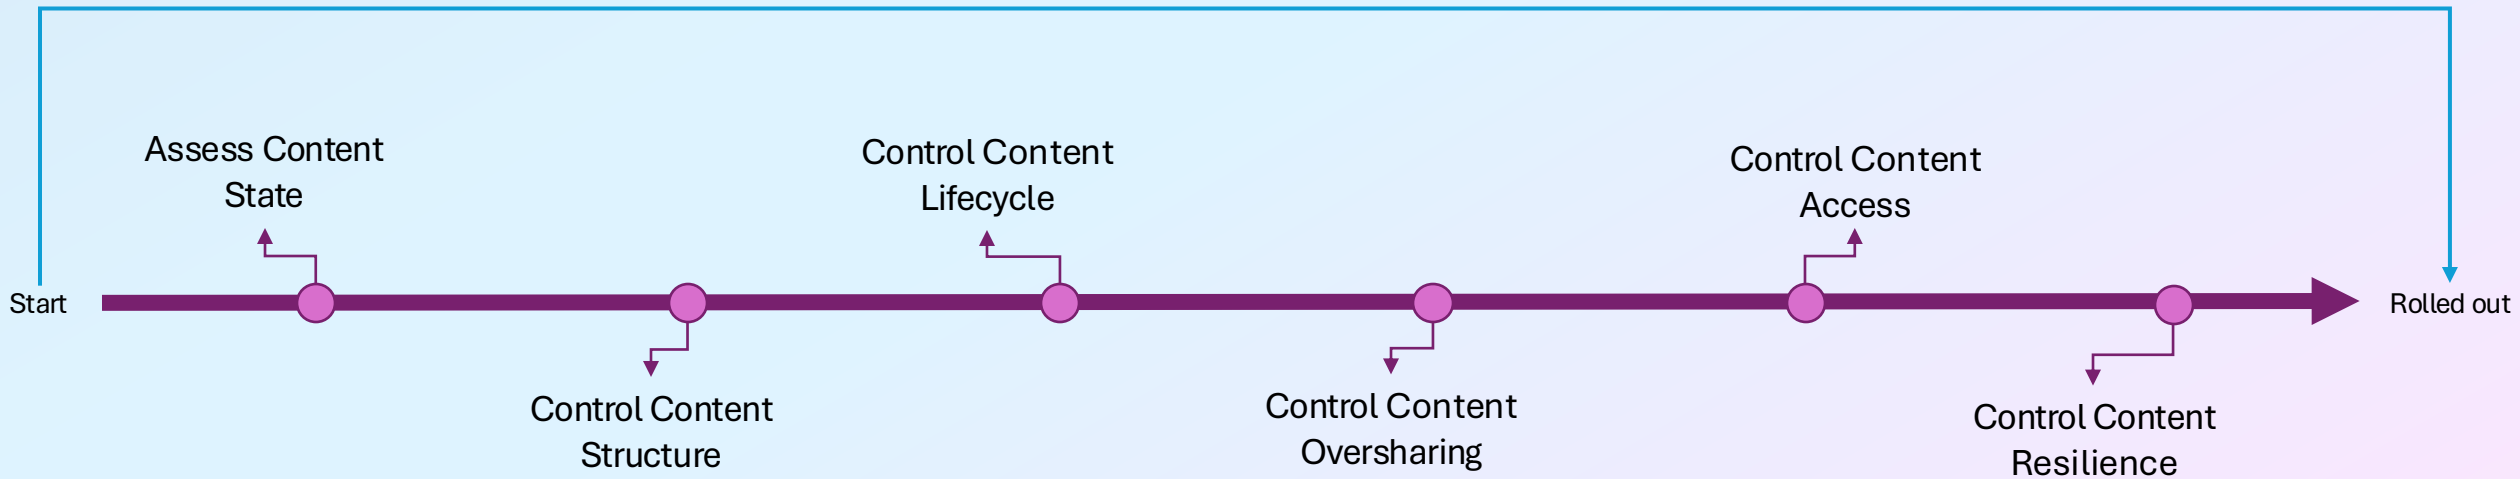 Start
Assess Content
State
Control Content
Structure
Control Content
Lifecycle
Control Content
Oversharing
Control Content
Access
Control Content
Resilience
Rolled out